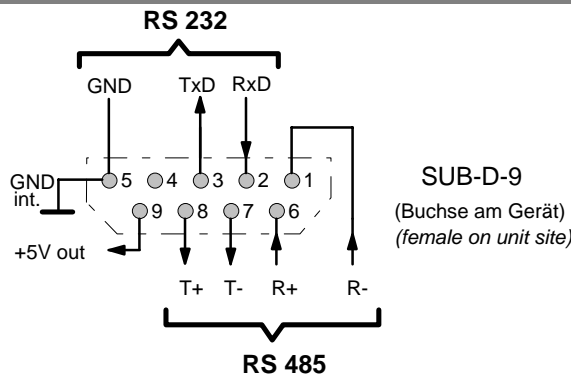 RS 232
GND TxD RxD
GND int.
5 4 3 2 1
9 8 7 6
+5V out
T+ T- R+ R-
RS 485
SUB-D-9
(Buchse am Gerät)
(female on unit site)